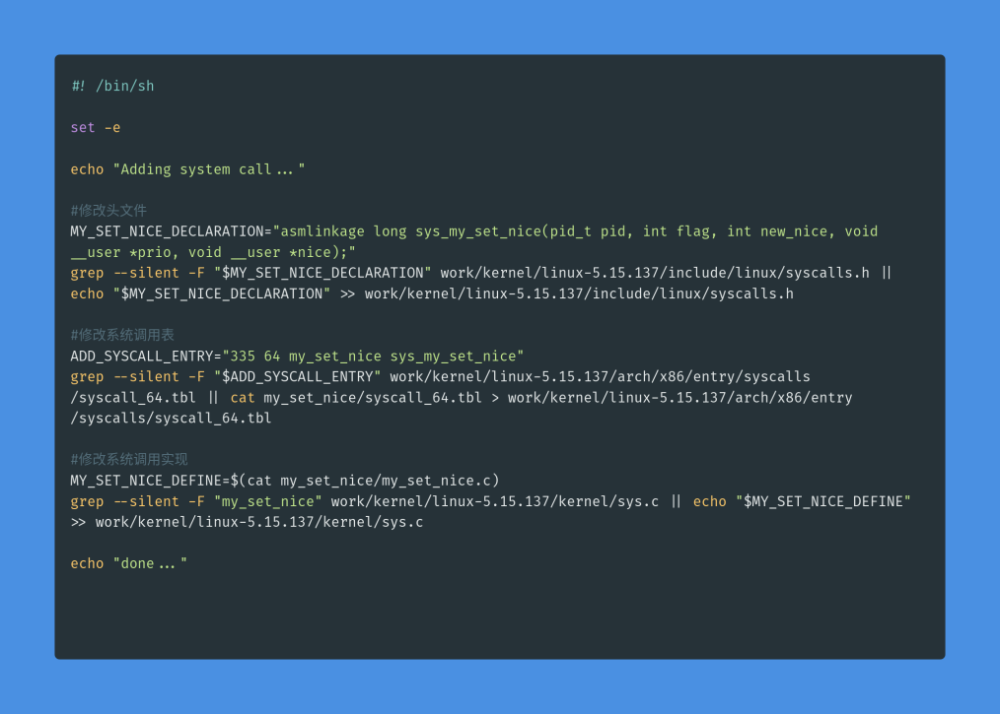 #! /bin/sh
set -e
echo "Adding system call..."
#修改头文件
MY_SET_NICE_DECLARATION="asmlinkage long sys_my_set_nice(pid_t pid, int flag, int new_nice, void
__user *prio, void __user *nice);"
grep --silent -F "$MY_SET_NICE_DECLARATION" work/kernel/linux-5.15.137/include/linux/syscalls.h ||
echo "$MY_SET_NICE_DECLARATION" >> work/kernel/linux-5.15.137/include/linux/syscalls.h
#修改系统调用表
ADD_SYSCALL_ENTRY="335 64 my_set_nice sys_my_set_nice"
grep --silent -F "$ADD_SYSCALL_ENTRY" work/kernel/linux-5.15.137/arch/x86/entry/syscalls
/syscall_64.tbl || cat my_set_nice/syscall_64.tbl > work/kernel/linux-5.15.137/arch/x86/entry
/syscalls/syscall_64.tbl
#修改系统调用实现
MY_SET_NICE_DEFINE=$(cat my_set_nice/my_set_nice.c)
grep --silent -F "my_set_nice" work/kernel/linux-5.15.137/kernel/sys.c || echo "$MY_SET_NICE_DEFINE"
>> work/kernel/linux-5.15.137/kernel/sys.c
echo "done..."